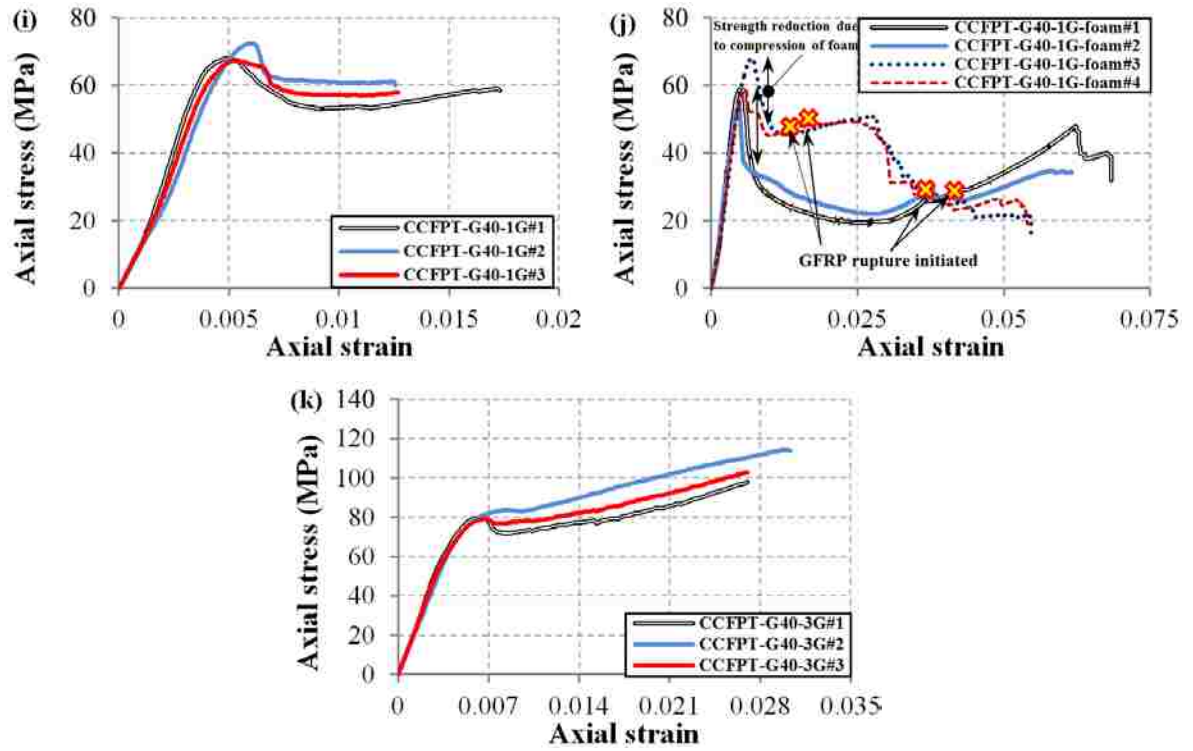 (i)
80
60
40
20
0
Axial stress (MPa)
CCFPT-G40-1G#1
CCFPT-G40-1G#2
CCFPT-G40-1G#3
0
0.005
0.01
0.015
0.02
Axial strain
(j)
80
60
40
20
0
Axial stress (MPa)
Strength reduction due
to compression of foam
CCFPT-G40-1G-foam#1
CCFPT-G40-1G-foam#2
CCFPT-G40-1G-foam#3
CCFPT-G40-1G-foam#4
GFRP rupture initiated
0
0.025
0.05
0.075
Axial strain
(k)
140
120
100
80
60
40
20
0
Axial stress (MPa)
CCFPT-G40-3G#1
CCFPT-G40-3G#2
CCFPT-G40-3G#3
0
0.007
0.014
0.021
0.028
0.035
Axial strain